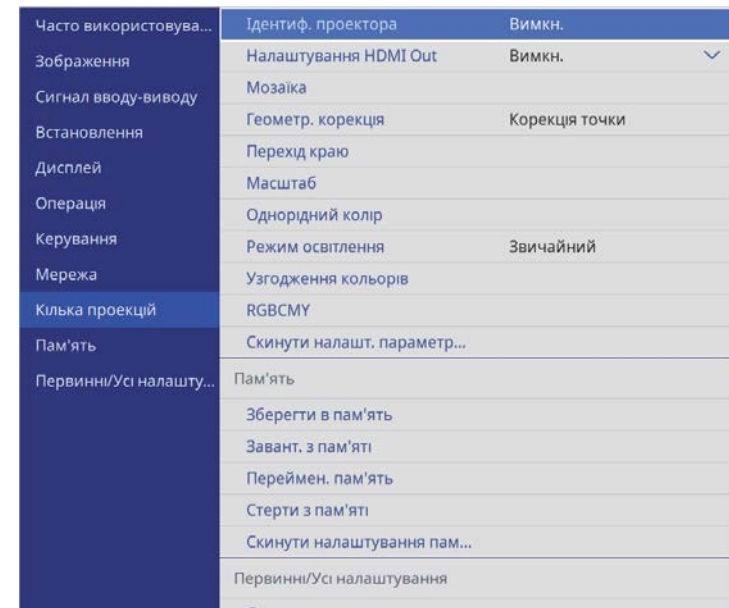 Часто використовува...
Зображення
Сигнал вводу-виводу
Встановлення
Дисплей
Операція
Керування
Мережа
Кілька проекцій
Пам'ять
Первинні/Усі налашту...
Ідентиф. проектора Вимкн.
Налаштування HDMI Out Вимкн.
Мозаїка
Геометр. корекція Корекція точки
Перехід краю
Масштаб
Однорідний колір
Режим освітлення Звичайний
Узгодження кольорів
RGBCMY
Скинути налашт. параметр...
Пам'ять
Зберегти в пам'ять
Завант. з пам'яті
Переймен. пам'ять
Стерти з пам'яті
Скинути налаштування пам...
Первинні/Усі налаштування